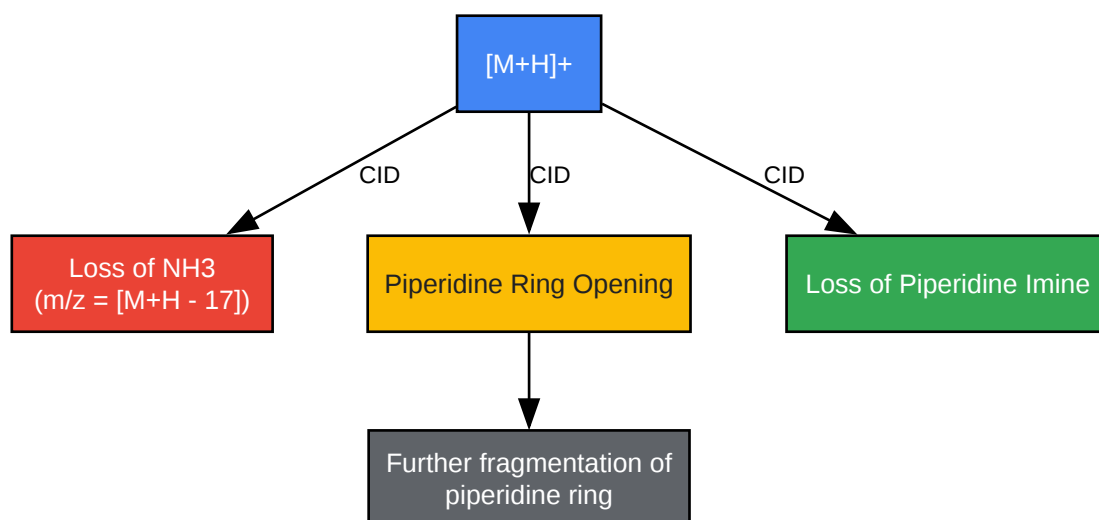 [M+H]+
CID
CID
CID
Loss of NH3
(m/z = [M+H - 17])
Piperidine Ring Opening
Loss of Piperidine Imine
Further fragmentation of
piperidine ring